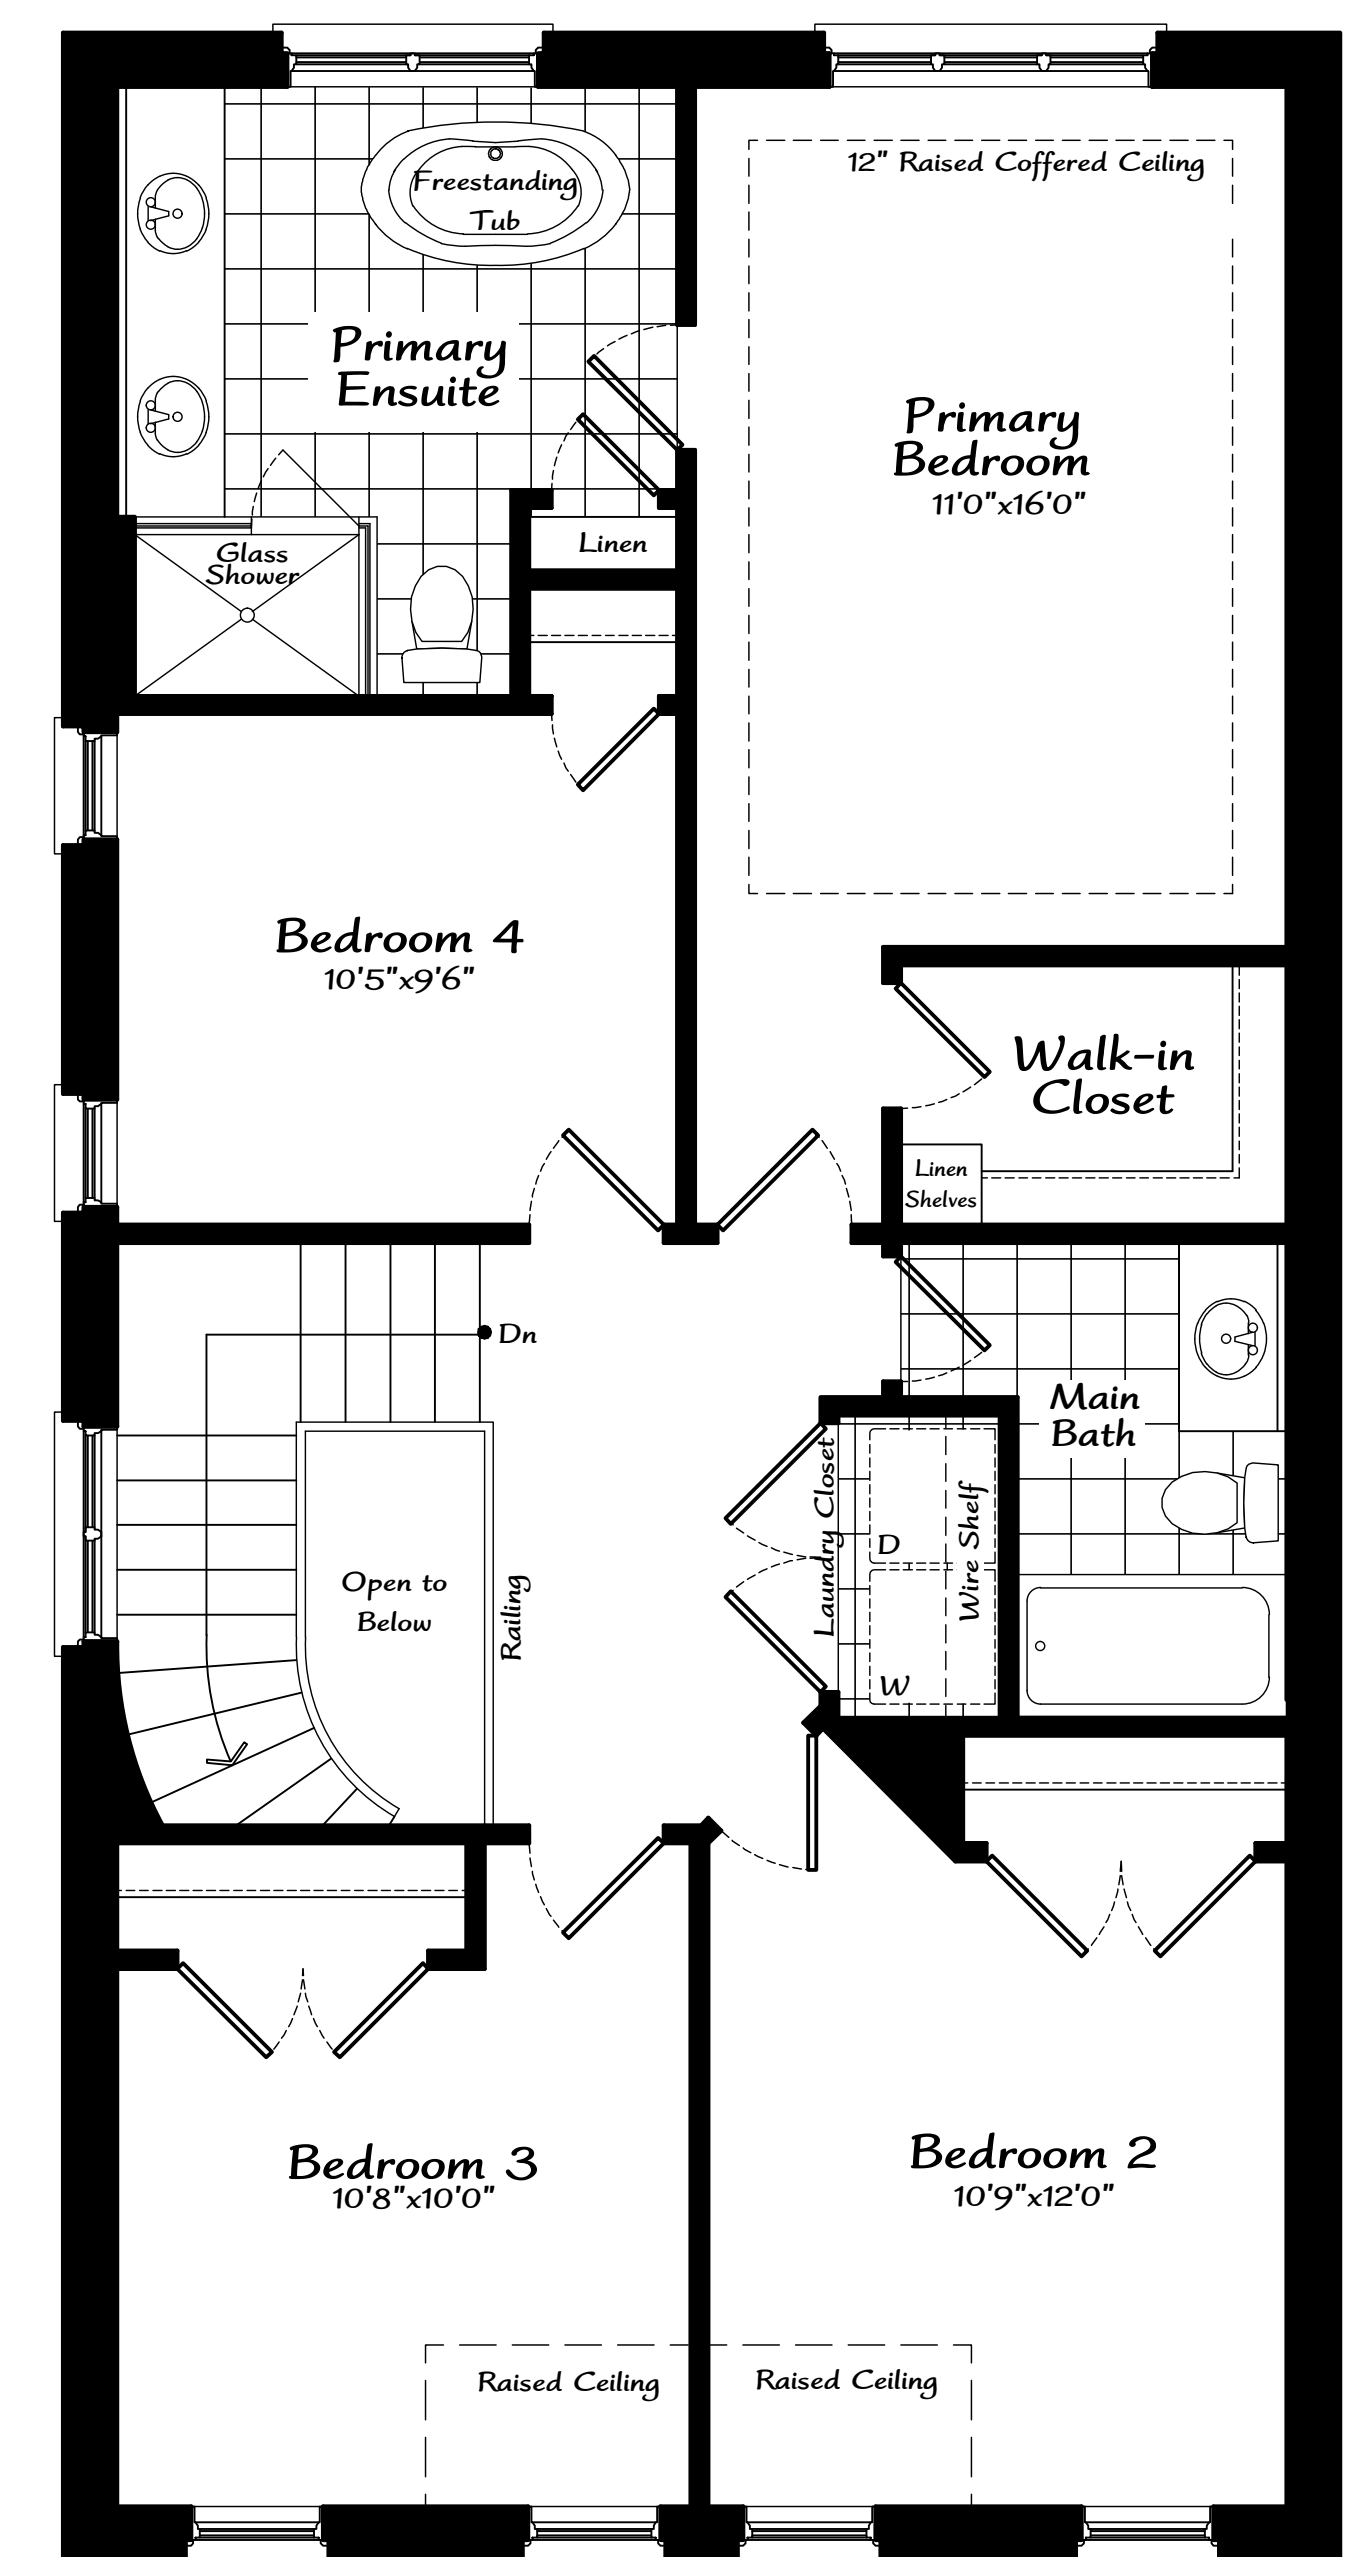 12" Raised Coffered Ceiling
Freestanding
Tub
Primary
Ensuite
Primary
Bedroom
11'0"x16'0"
Glass
Shower
Linen
Bedroom 4
10'5"x9'6"
Walk-in
Closet
Linen
Shelves
Dn
Main
Bath
Laundry Closet
D
Wire Shelf
W
Open to
Below
Railing
Bedroom 3
10'8"x10'0"
Bedroom 2
10'9"x12'0"
Raised Ceiling
Raised Ceiling